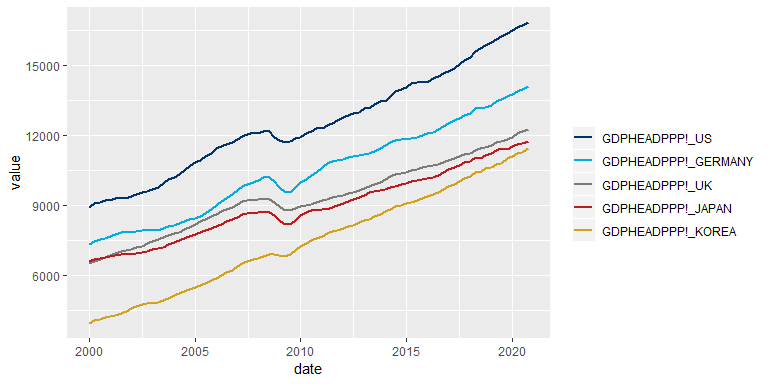 15000
12000
9000
6000
value
2000
2005
2010
2015
2020
date
GDPHEADPPP!_US
GDPHEADPPP!_GERMANY
GDPHEADPPP!_UK
GDPHEADPPP!_JAPAN
GDPHEADPPP!_KOREA